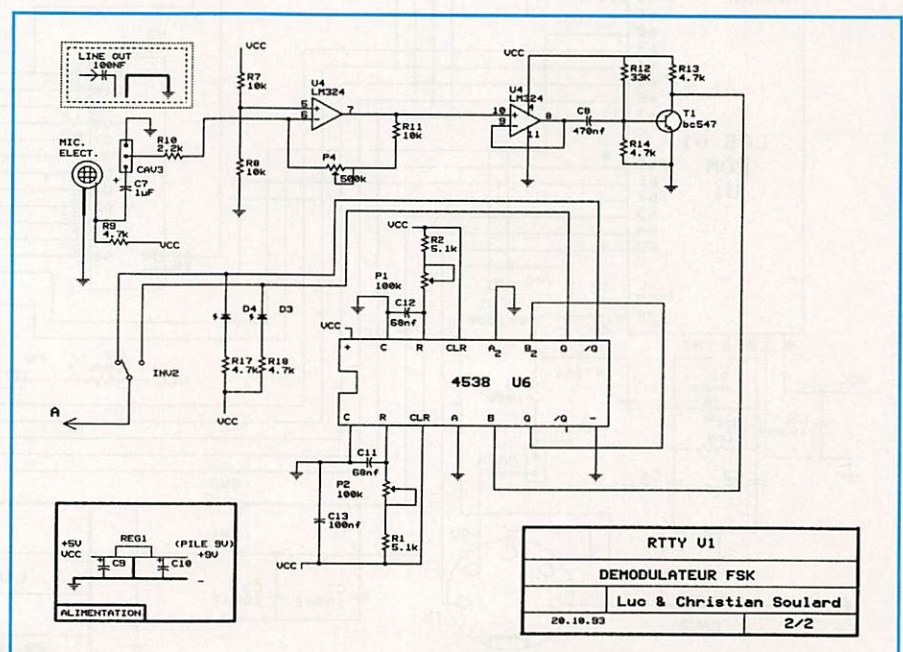 LINE OUT
100NF
MIC.
ELECT.
R10
2.2k
CAV3
+
C7
1uF
R9
4.7k
VCC
VCC
R7
10k
R8
10k
U4
LM324
5
+
6
-
7
R11
10k
P4
500k
VCC
U4
LM324
4
10
+
9
-
8
11
C8
470nf
R12
33K
R13
4.7k
T1
bc547
R14
4.7k
D4
D3
R17
4.7k
R18
4.7k
VCC
INV2
A
VCC
R2
5.1k
P1
100k
C12
68nf
VCC
+ C R CLR A2 B2 Q /Q
4538 U6
C R CLR A B Q /Q -
C11
68nf
P2
100k
C13
100nf
R1
5.1k
VCC
+5V
VCC
REG1
(PILE 9V)
+9V
+
C9
+
C10
-
ALIMENTATION
RTTY V1
DEMODULATEUR FSK
Luc & Christian Soulard
20.10.93
2/2